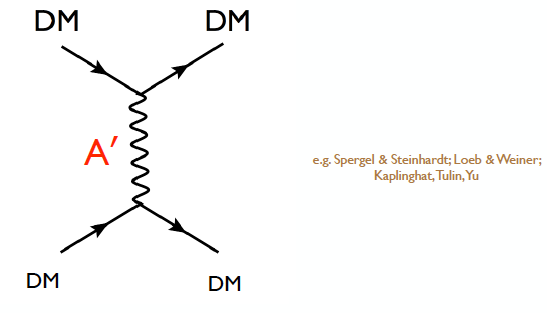 DM DM
A′
e.g. Spergel & Steinhardt; Loeb & Weiner;
Kaplinghat, Tulin, Yu
DM DM